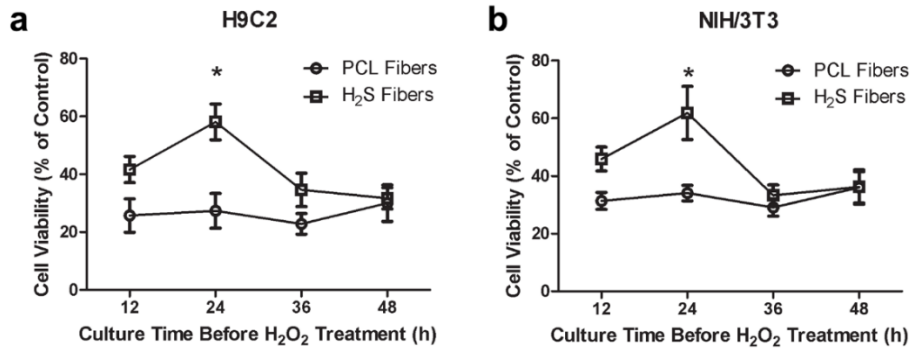 a
H9C2
Cell Viability (% of Control)
80
60
40
20
0
*
PCL Fibers
H₂S Fibers
12 24 36 48
Culture Time Before H₂O₂ Treatment (h)
b
NIH/3T3
Cell Viability (% of Control)
80
60
40
20
0
*
PCL Fibers
H₂S Fibers
12 24 36 48
Culture Time Before H₂O₂ Treatment (h)